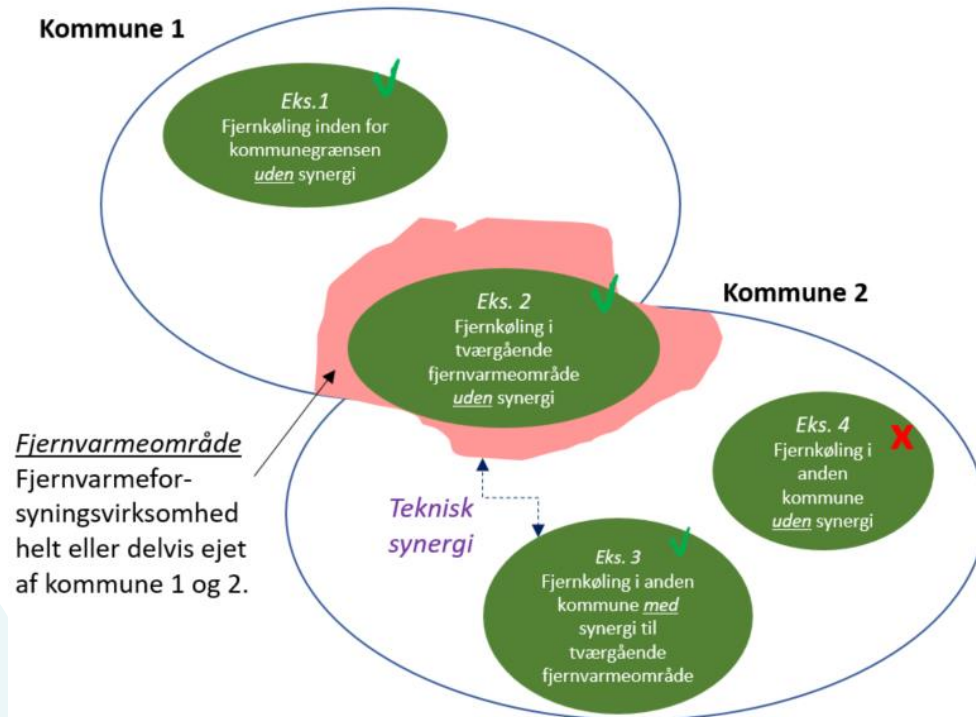 Kommune 1
Eks.1
Fjernkøling inden for
kommunegrænsen
uden synergi
Eks. 2
Fjernkøling i
tværgående
fjernvarmeområde
uden synergi
Kommune 2
Eks. 4
Fjernkøling i
anden
kommune
uden synergi
X
Fjernvarmeområde
Fjernvarmefor-
syningsvirksomhed
helt eller delvis ejet
af kommune 1 og 2.
Teknisk
synergi
Eks. 3
Fjernkøling i anden
kommune med
synergi til
tværgående
fjernvarmeområde